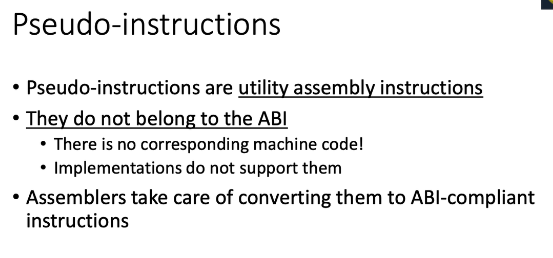 Pseudo-instructions
• Pseudo-instructions are utility assembly instructions
• They do not belong to the ABI
• There is no corresponding machine code!
• Implementations do not support them
• Assemblers take care of converting them to ABI-compliant
instructions